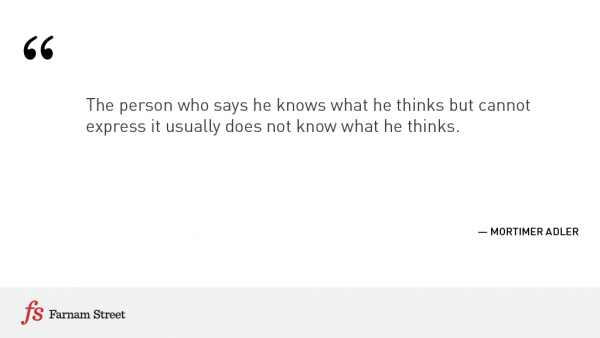 “
The person who says he knows what he thinks but cannot
express it usually does not know what he thinks.
— MORTIMER ADLER
fs Farnam Street